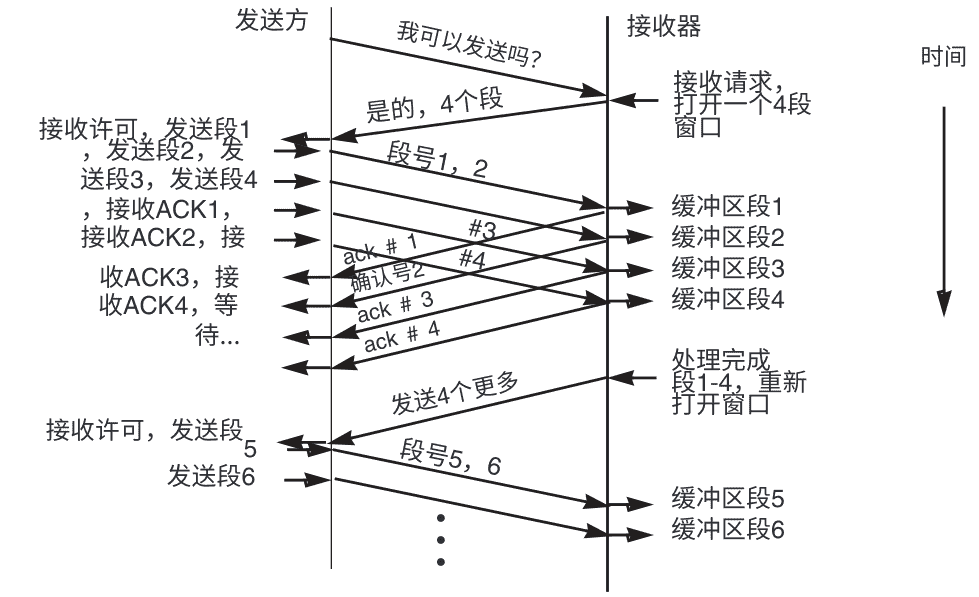 发送方
接收器
我可以发送吗？
时间
接收请求，
打开一个4段
窗口
是的，4个段
接收许可，发送段1
，发送段2，发
送段3，发送段4
，接收ACK1，
接收ACK2，接
收ACK3，接
收ACK4，等
待...
段号1，2
缓冲区段1
缓冲区段2
缓冲区段3
缓冲区段4
#3
#4
ack # 1
确认号2
ack # 3
ack # 4
处理完成
段1-4，重新
打开窗口
发送4个更多
接收许可，发送段
5
发送段6
段号5，6
缓冲区段5
缓冲区段6